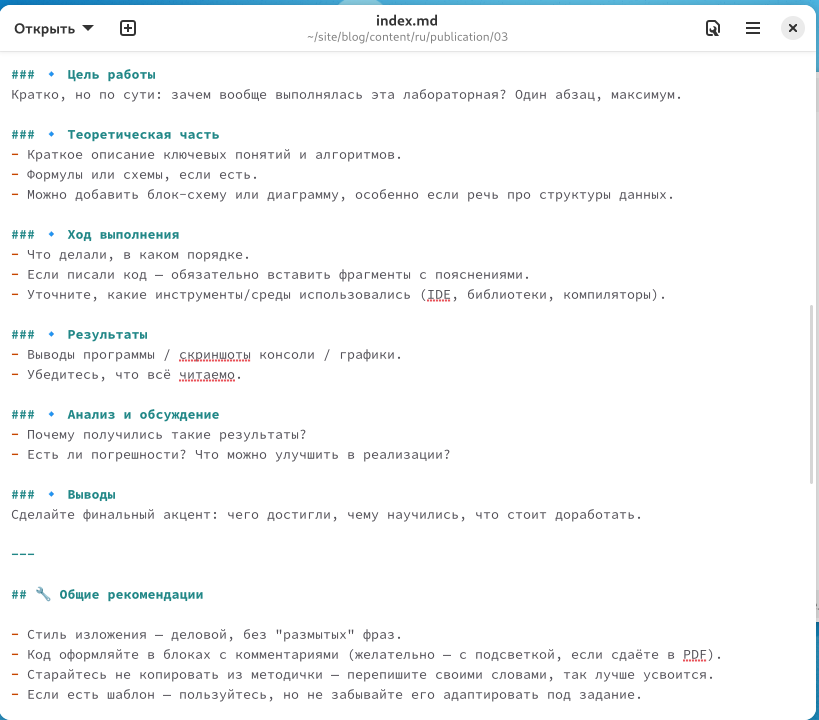 Открыть
index.md
~/site/blog/content/ru/publication/03
### 🔹 Цель работы
Кратко, но по сути: зачем вообще выполнялась эта лабораторная? Один абзац, максимум.
### 🔹 Теоретическая часть
- Краткое описание ключевых понятий и алгоритмов.
- Формулы или схемы, если есть.
- Можно добавить блок-схему или диаграмму, особенно если речь про структуры данных.
### 🔹 Ход выполнения
- Что делали, в каком порядке.
- Если писали код — обязательно вставить фрагменты с пояснениями.
- Уточните, какие инструменты/среды использовались (IDE, библиотеки, компиляторы).
### 🔹 Результаты
- Выводы программы / скриншоты консоли / графики.
- Убедитесь, что всё читаемо.
### 🔹 Анализ и обсуждение
- Почему получились такие результаты?
- Есть ли погрешности? Что можно улучшить в реализации?
### 🔹 Выводы
Сделайте финальный акцент: чего достигли, чему научились, что стоит доработать.
---
## 🔧 Общие рекомендации
- Стиль изложения — деловой, без "размытых" фраз.
- Код оформляйте в блоках с комментариями (желательно — с подсветкой, если сдаёте в PDF).
- Старайтесь не копировать из методички — перепишите своими словами, так лучше усвоится.
- Если есть шаблон — пользуйтесь, но не забывайте его адаптировать под задание.